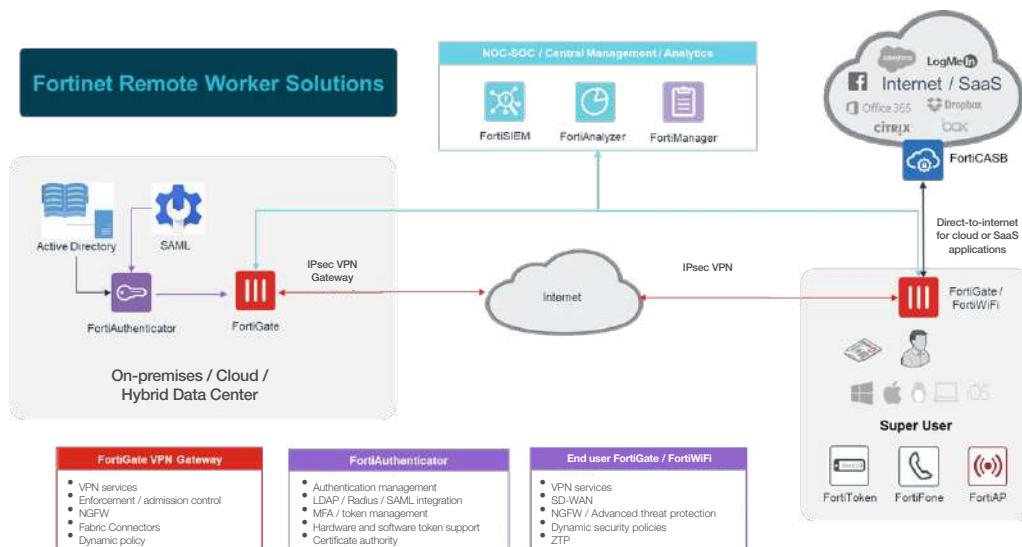 Fortinet Remote Worker Solutions
NOC-SOC / Central Management / Analytics
FortiSIEM
FortiAnalyzer
FortiManager
salesforce
LogMeIn
Internet / SaaS
Office 365
Dropbox
CITRIX
box
FortiCASB
Direct-to-internet
for cloud or SaaS
applications
Active Directory
SAML
FortiAuthenticator
FortiGate
IPsec VPN
Gateway
Internet
IPsec VPN
FortiGate /
FortiWiFi
On-premises / Cloud /
Hybrid Data Center
iOS
Super User
FortiToken
FortiFone
FortiAP
FortiGate VPN Gateway
• VPN services
• Enforcement / admission control
• NGFW
• Fabric Connectors
• Dynamic policy
FortiAuthenticator
• Authentication management
• LDAP / Radius / SAML integration
• MFA / token management
• Hardware and software token support
• Certificate authority
End user FortiGate / FortiWiFi
• VPN services
• SD-WAN
• NGFW / Advanced threat protection
• Dynamic security policies
• ZTP